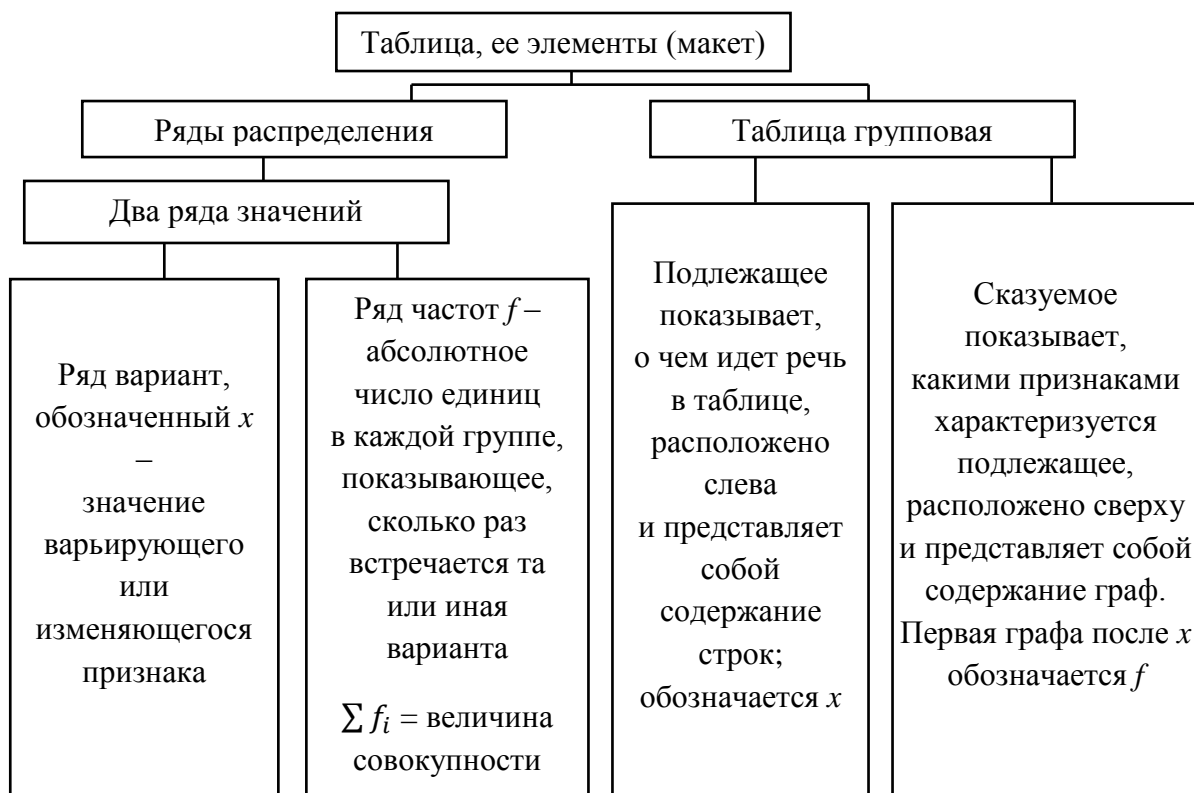 Таблица, ее элементы (макет)
Ряды распределения
Таблица групповая
Два ряда значений
Ряд вариант,
обозначенный x
–
значение
варьирующего
или
изменяющегося
признака
Ряд частот f –
абсолютное
число единиц
в каждой группе,
показывающее,
сколько раз
встречается та
или иная
варианта
∑ fᵢ = величина
совокупности
Подлежащее
показывает,
о чем идет речь
в таблице,
расположено
слева
и представляет
собой
содержание
строк;
обозначается x
Сказуемое
показывает,
какими признаками
характеризуется
подлежащее,
расположено сверху
и представляет собой
содержание граф.
Первая графа после x
обозначается f